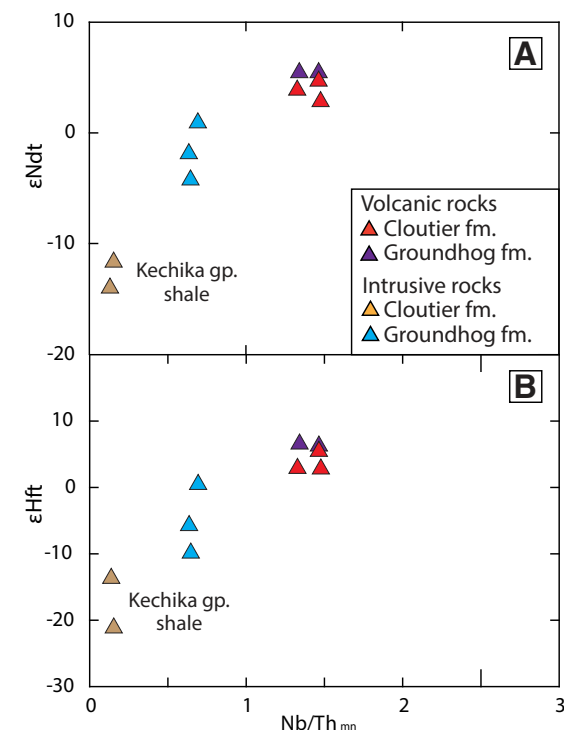 10
A
0
εNdt
-10
Kechika gp.
shale
-20
Volcanic rocks
Cloutier fm.
Groundhog fm.
Intrusive rocks
Cloutier fm.
Groundhog fm.
B
10
0
εHft
-10
Kechika gp.
shale
-20
-30
0 1 2 3
Nb/Th mn